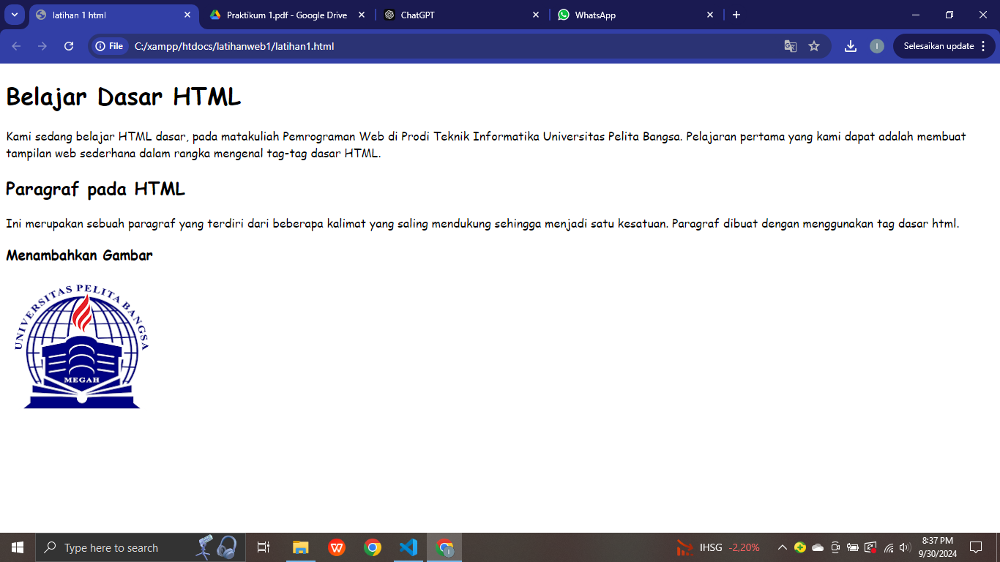 latihan 1 html
Praktikum 1.pdf - Google Drive
ChatGPT
WhatsApp
File
C:/xampp/htdocs/latihanweb1/latihan1.html
I
Selesaikan update
Belajar Dasar HTML
Kami sedang belajar HTML dasar, pada matakuliah Pemrograman Web di Prodi Teknik Informatika Universitas Pelita Bangsa. Pelajaran pertama yang kami dapat adalah membuat
tampilan web sederhana dalam rangka mengenal tag-tag dasar HTML.
Paragraf pada HTML
Ini merupakan sebuah paragraf yang terdiri dari beberapa kalimat yang saling mendukung sehingga menjadi satu kesatuan. Paragraf dibuat dengan menggunakan tag dasar html.
Menambahkan Gambar
UNIVERSITAS PELITA BANGSA
MEGAH
Type here to search
IHSG -2,20%
8:37 PM
9/30/2024